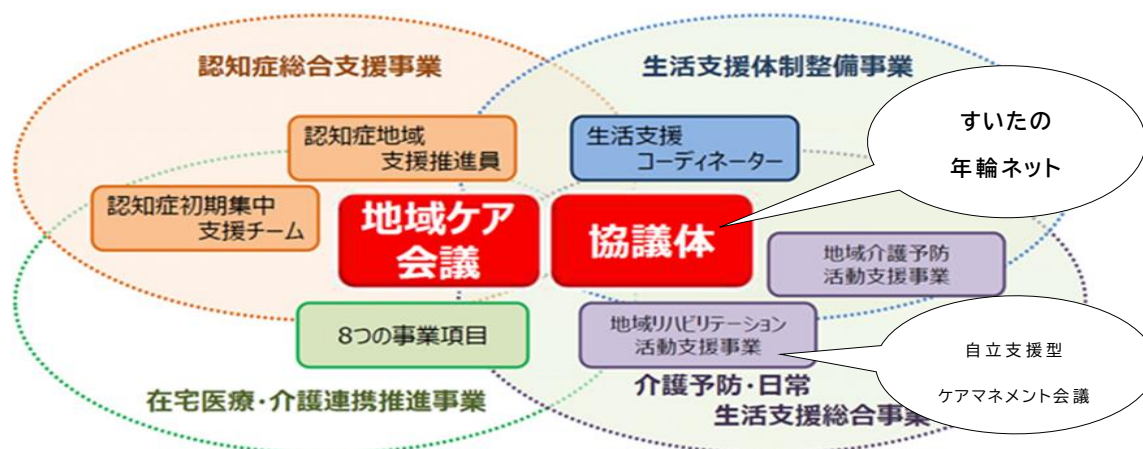 認知症総合支援事業
生活支援体制整備事業
すいたの
年輪ネット
認知症地域
支援推進員
生活支援
コーディネーター
認知症初期集中
支援チーム
地域ケア
会議
協議体
地域介護予防
活動支援事業
8つの事業項目
地域リハビリテーション
活動支援事業
自立支援型
ケアマネメント会議
在宅医療・介護連携推進事業
介護予防・日常
生活支援総合事業